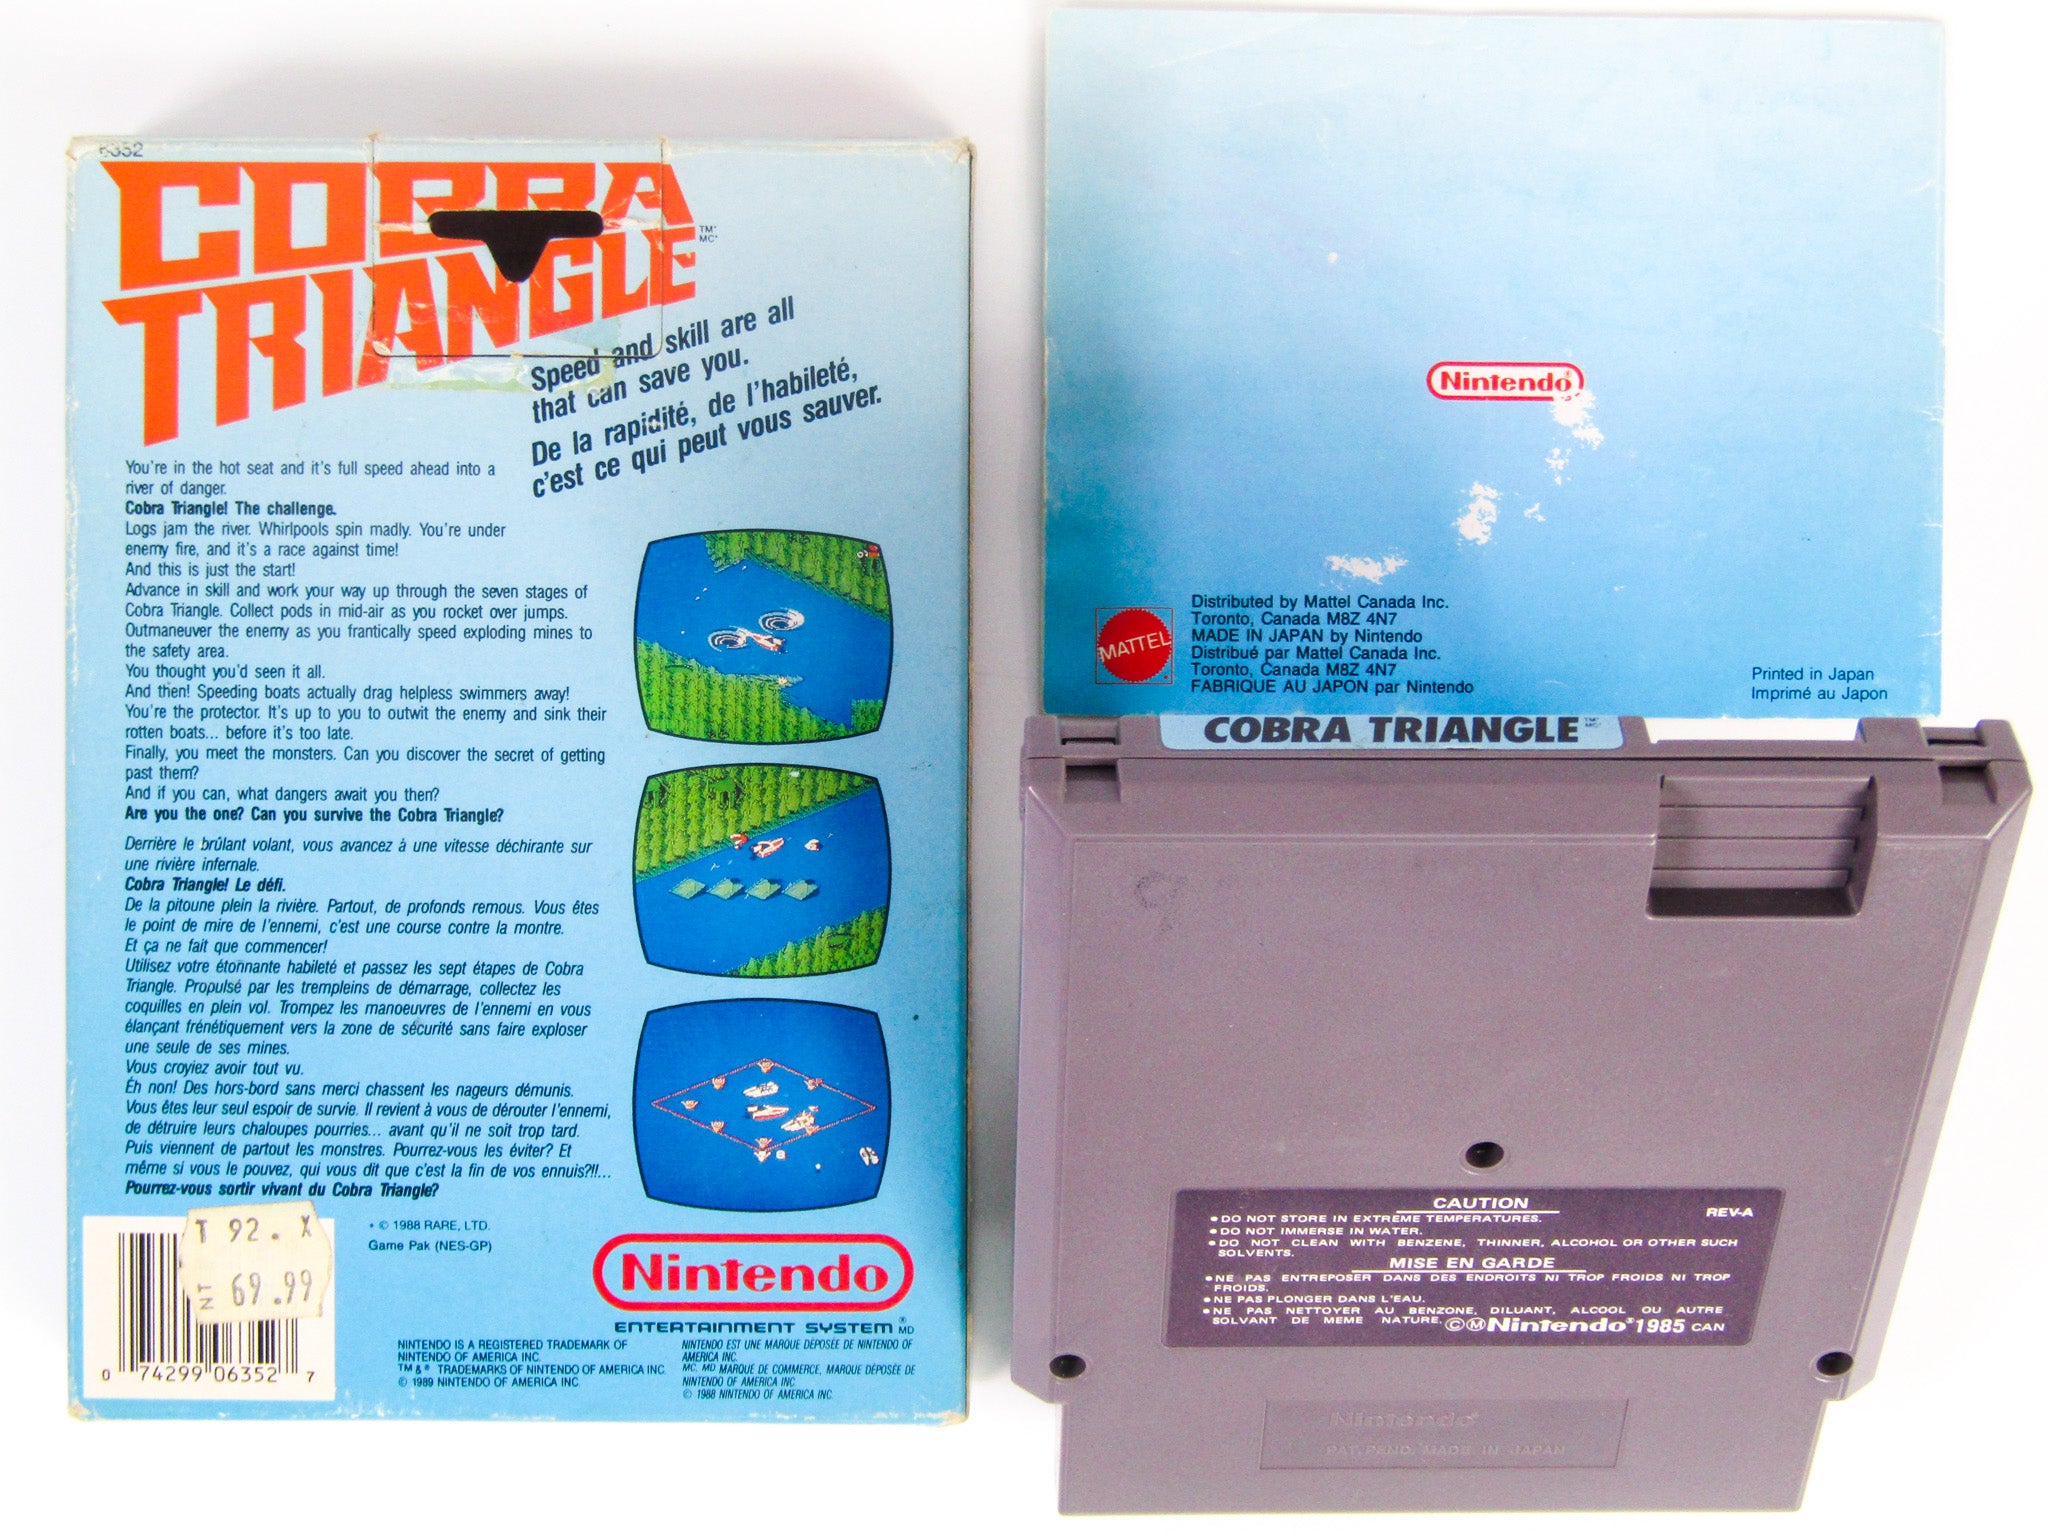 6352
COBRA
TRIANGLE
TM*
MC*
Speed and skill are all
that can save you.
De la rapidité, de l'habileté,
c'est ce qui peut vous sauver.
You're in the hot seat and it's full speed ahead into a
river of danger.
Cobra Triangle! The challenge.
Logs jam the river. Whirlpools spin madly. You're under
enemy fire, and it's a race against time!
And this is just the start!
Advance in skill and work your way up through the seven stages of
Cobra Triangle. Collect pods in mid-air as you rocket over jumps.
Outmaneuver the enemy as you frantically speed exploding mines to
the safety area.
You thought you'd seen it all.
And then! Speeding boats actually drag helpless swimmers away!
You're the protector. It's up to you to outwit the enemy and sink their
rotten boats... before it's too late.
Finally, you meet the monsters. Can you discover the secret of getting
past them?
And if you can, what dangers await you then?
Are you the one? Can you survive the Cobra Triangle?
Derrière le brûlant volant, vous avancez à une vitesse déchirante sur
une rivière infernale.
Cobra Triangle! Le défi.
De la pitoune plein la rivière. Partout, de profonds remous. Vous êtes
le point de mire de l'ennemi, c'est une course contre la montre.
Et ça ne fait que commencer!
Utilisez votre étonnante habileté et passez les sept étapes de Cobra
Triangle. Propulsé par les tremplins de démarrage, collectez les
coquilles en plein vol. Trompez les manoeuvres de l'ennemi en vous
élançant frénétiquement vers la zone de sécurité sans faire exploser
une seule de ses mines.
Vous croyiez avoir tout vu.
Eh non! Des hors-bord sans merci chassent les nageurs démunis.
Vous êtes leur seul espoir de survie. Il revient à vous de dérouter l'ennemi,
de détruire leurs chaloupes pourries... avant qu'il ne soit trop tard.
Puis viennent de partout les monstres. Pourrez-vous les éviter? Et
même si vous le pouvez, qui vous dit que c'est la fin de vos ennuis?!!...
Pourrez-vous sortir vivant du Cobra Triangle?
T 92. X
NT 69.99
0 74299 06352 7
• © 1988 RARE, LTD.
Game Pak (NES-GP)
Nintendo
ENTERTAINMENT SYSTEM ® MD
NINTENDO IS A REGISTERED TRADEMARK OF
NINTENDO OF AMERICA INC.
TM & ® TRADEMARKS OF NINTENDO OF AMERICA INC.
© 1989 NINTENDO OF AMERICA INC.
NINTENDO EST UNE MARQUE DÉPOSÉE DE NINTENDO OF
AMERICA INC.
MC, MD MARQUE DE COMMERCE, MARQUE DÉPOSÉE DE
NINTENDO OF AMERICA INC.
© 1988 NINTENDO OF AMERICA INC.
Nintendo®
MATTEL
Distributed by Mattel Canada Inc.
Toronto, Canada M8Z 4N7
MADE IN JAPAN by Nintendo
Distribué par Mattel Canada Inc.
Toronto, Canada M8Z 4N7
FABRIQUE AU JAPON par Nintendo
Printed in Japan
Imprimé au Japon
COBRA TRIANGLE TM* MC*
CAUTION
REV-A
• DO NOT STORE IN EXTREME TEMPERATURES.
• DO NOT IMMERSE IN WATER.
• DO NOT CLEAN WITH BENZENE, THINNER, ALCOHOL OR OTHER SUCH
SOLVENTS.
MISE EN GARDE
• NE PAS ENTREPOSER DANS DES ENDROITS NI TROP FROIDS NI TROP
FROIDS.
• NE PAS PLONGER DANS L'EAU.
• NE PAS NETTOYER AU BENZONE, DILUANT, ALCOOL OU AUTRE
SOLVANT DE MEME NATURE. ©Ⓜ Nintendo® 1985 CAN
Nintendo®
PAT. PEND. MADE IN JAPAN